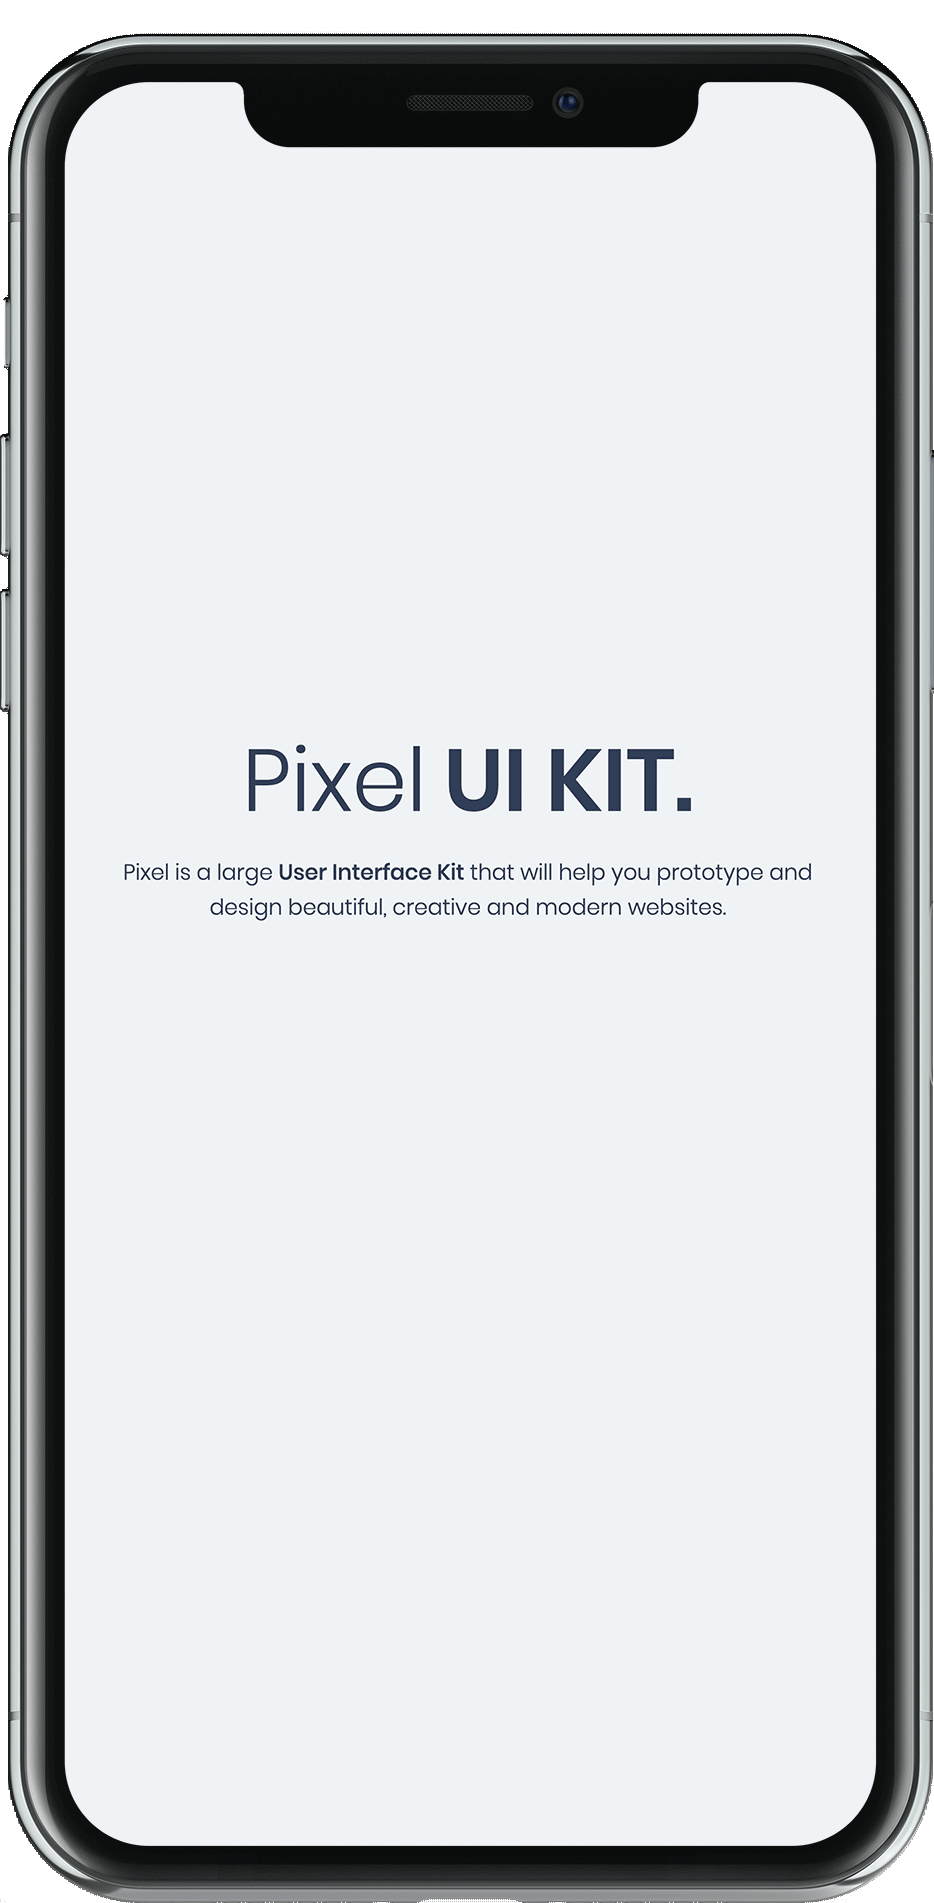 Pixel UI KIT.
Pixel is a large User Interface Kit that will help you prototype and
design beautiful, creative and modern websites.